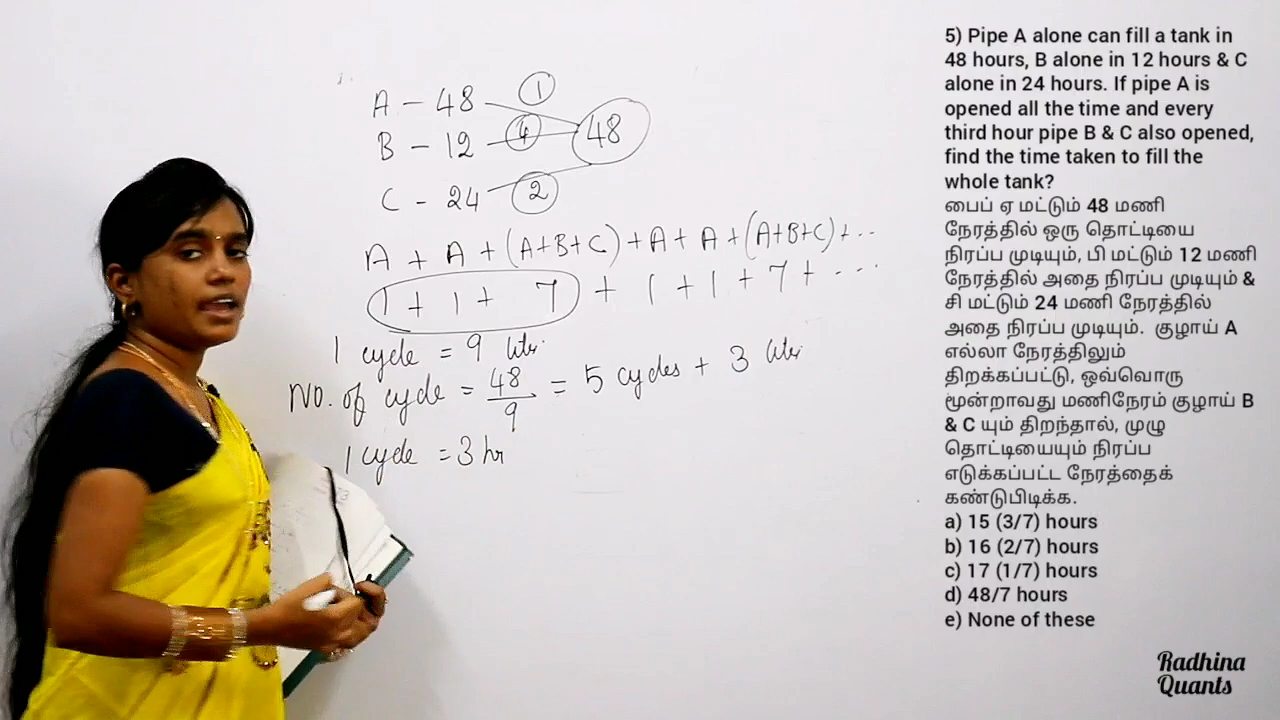 A - 48 1
B - 12 4 48
C - 24 2
A + A + (A+B+C) + A + A + (A+B+C) + ...
1 + 1 + 7 + 1 + 1 + 7 + ...
1 cycle = 9 litr.
NO. of cycle = 48/9 = 5 cycles + 3 litr
1 cycle = 3 hr
5) Pipe A alone can fill a tank in
48 hours, B alone in 12 hours & C
alone in 24 hours. If pipe A is
opened all the time and every
third hour pipe B & C also opened,
find the time taken to fill the
whole tank?
பைப் ஏ மட்டும் 48 மணி
நேரத்தில் ஒரு தொட்டியை
நிரப்ப முடியும், பி மட்டும் 12 மணி
நேரத்தில் அதை நிரப்ப முடியும் &
சி மட்டும் 24 மணி நேரத்தில்
அதை நிரப்ப முடியும். குழாய் A
எல்லா நேரத்திலும்
திறக்கப்பட்டு, ஒவ்வொரு
மூன்றாவது மணிநேரம் குழாய் B
& C யும் திறந்தால், முழு
தொட்டியையும் நிரப்ப
எடுக்கப்பட்ட நேரத்தைக்
கண்டுபிடிக்க.
a) 15 (3/7) hours
b) 16 (2/7) hours
c) 17 (1/7) hours
d) 48/7 hours
e) None of these
Radhina
Quants